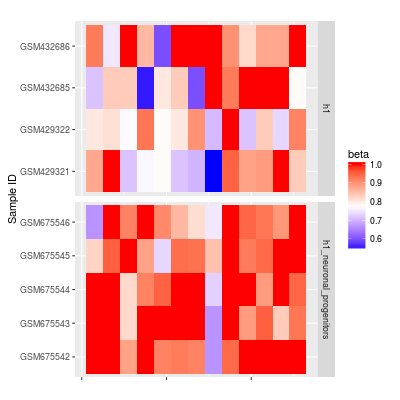 GSM432686
GSM432685
GSM429322
GSM429321
h1
GSM675546
GSM675545
GSM675544
GSM675543
GSM675542
h1_neuronal_progenitors
Sample ID
beta
1.0
0.9
0.8
0.7
0.6